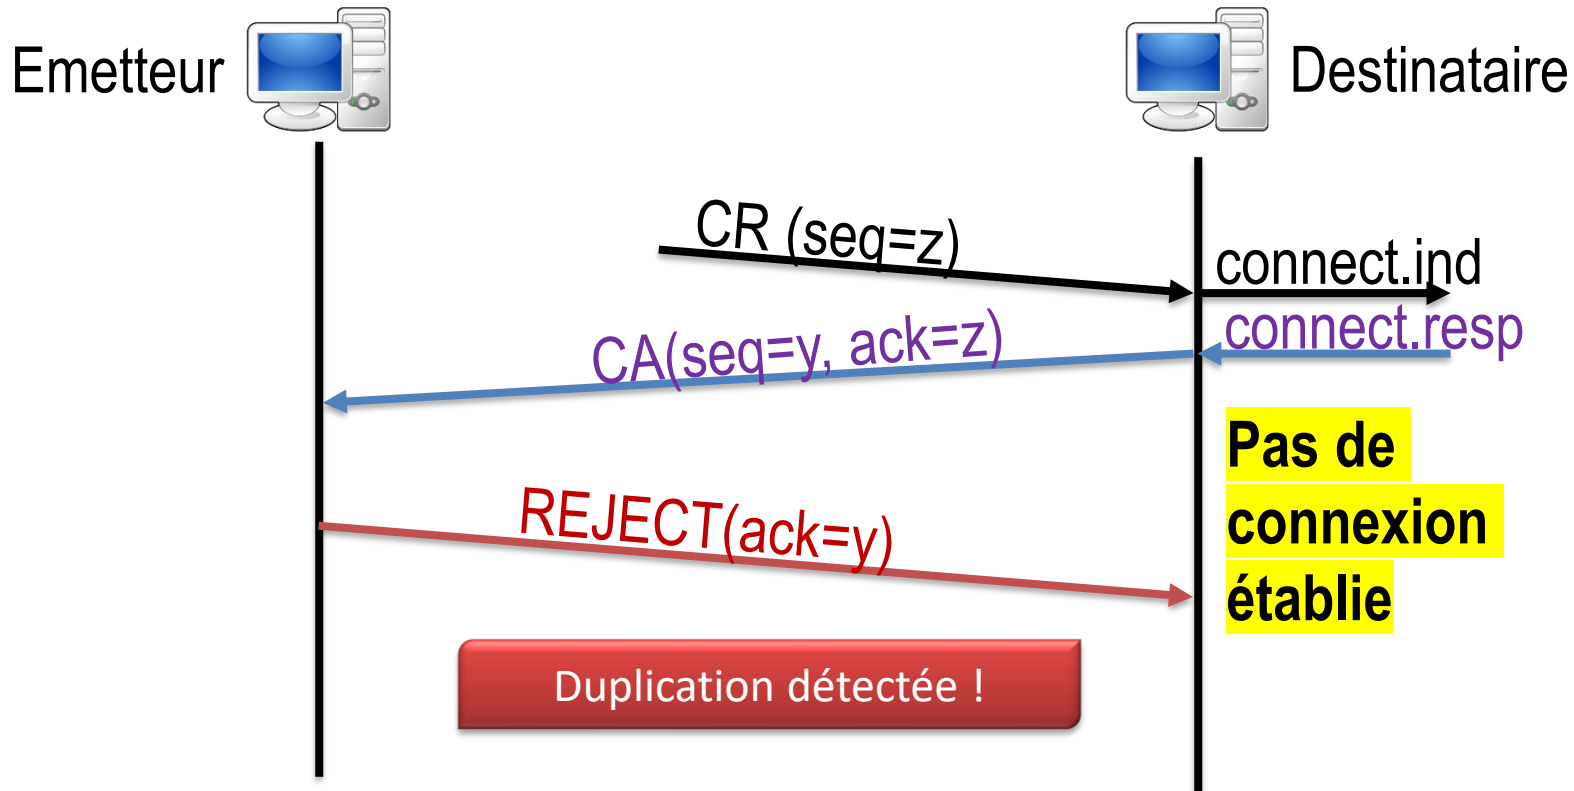 Emetteur
Destinataire
CR (seq=z)
connect.ind
connect.resp
CA(seq=y, ack=z)
Pas de
connexion
établie
REJECT(ack=y)
Duplication détectée !